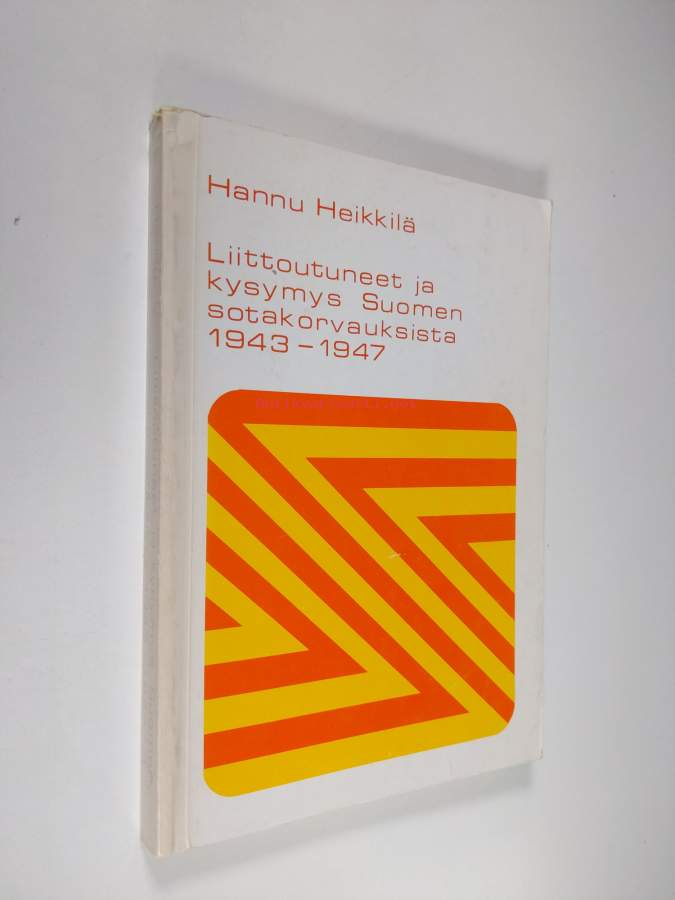 Hannu Heikkilä
Liittoutuneet ja
kysymys Suomen
sotakorvauksista
1943-1947